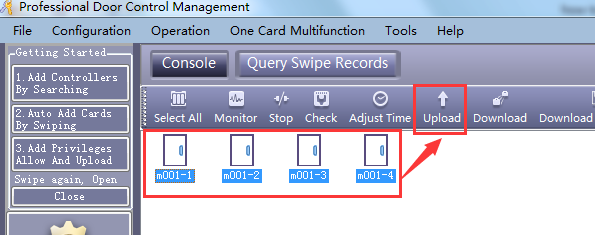 Professional Door Control Management
File Configuration Operation One Card Multifunction Tools Help
Getting Started
1. Add Controllers
By Searching
2. Auto Add Cards
By Swiping
3. Add Privileges
Allow And Upload
Swipe again, Open
Close
Console Query Swipe Records
Select All Monitor Stop Check Adjust Time Upload Download Download
m001-1 m001-2 m001-3 m001-4